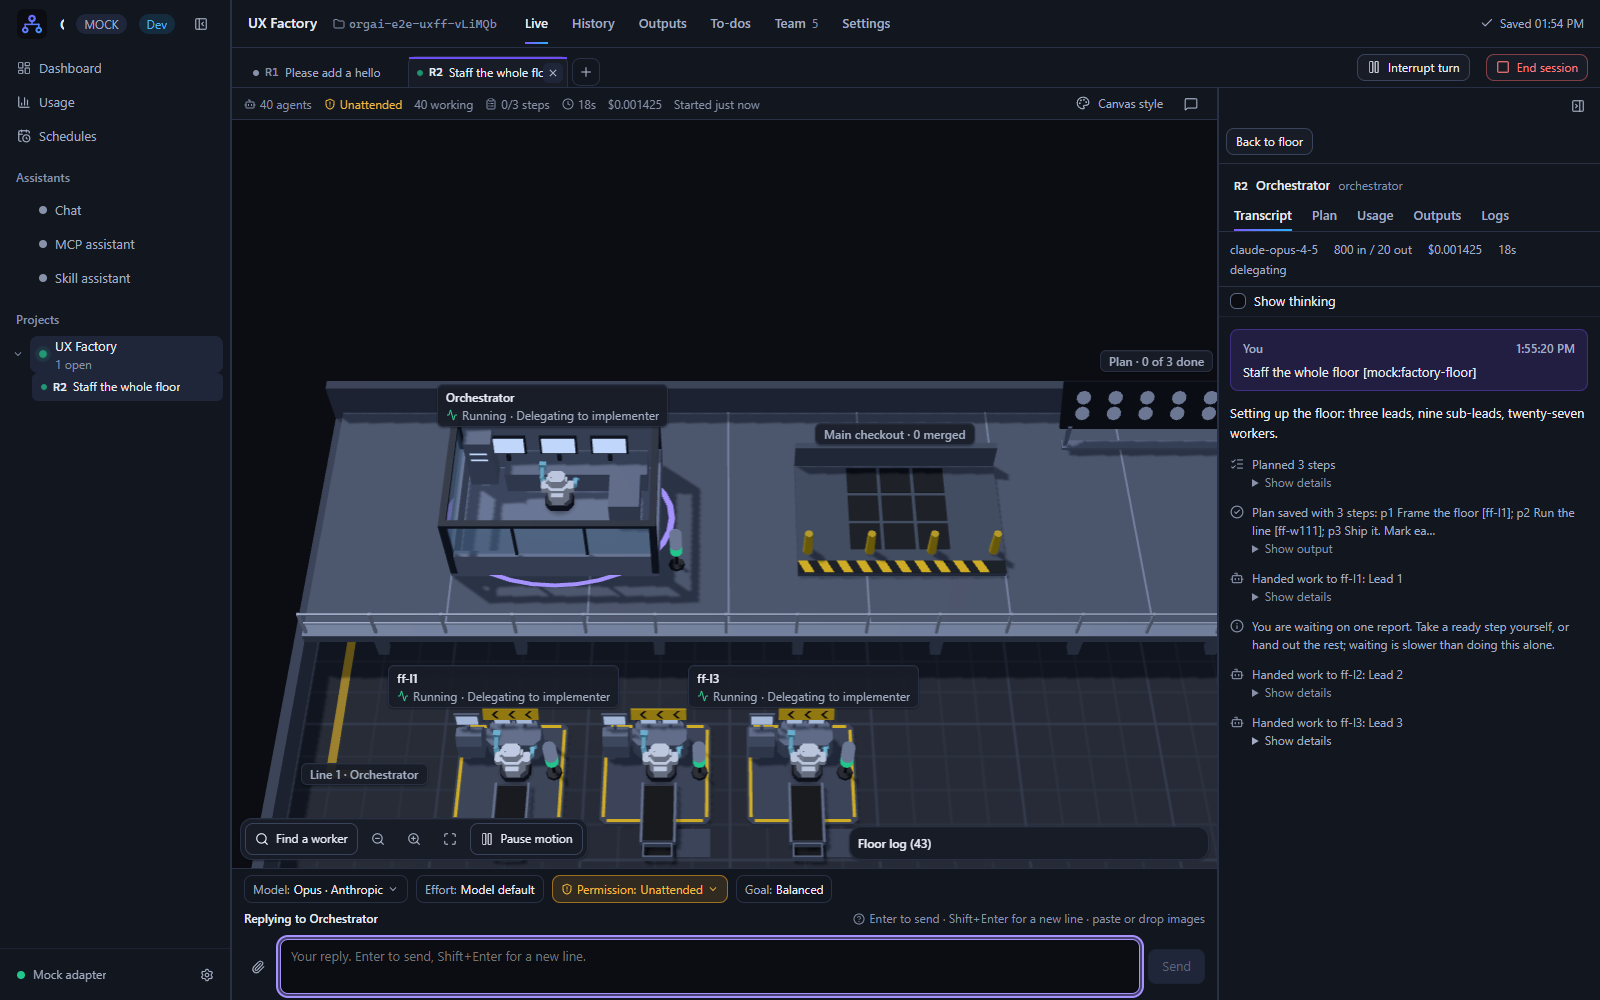 MOCK
Dev
Dashboard
Usage
Schedules
Assistants
Chat
MCP assistant
Skill assistant
Projects
UX Factory
1 open
R2 Staff the whole floor
Mock adapter
UX Factory
orgai-e2e-uxff-vLiMQb
Live
History
Outputs
To-dos
Team 5
Settings
Saved 01:54 PM
R1 Please add a hello
R2 Staff the whole flc
Interrupt turn
End session
40 agents
Unattended
40 working
0/3 steps
18s
$0.001425
Started just now
Canvas style
Plan · 0 of 3 done
Orchestrator
Running · Delegating to implementer
Main checkout · 0 merged
ff-l1
Running · Delegating to implementer
ff-l3
Running · Delegating to implementer
Line 1 · Orchestrator
Find a worker
Pause motion
Floor log (43)
Model: Opus · Anthropic
Effort: Model default
Permission: Unattended
Goal: Balanced
Replying to Orchestrator
Enter to send · Shift+Enter for a new line · paste or drop images
Your reply. Enter to send, Shift+Enter for a new line.
Send
Back to floor
R2 Orchestrator orchestrator
Transcript
Plan
Usage
Outputs
Logs
claude-opus-4-5
800 in / 20 out
$0.001425
18s
delegating
Show thinking
You
1:55:20 PM
Staff the whole floor [mock:factory-floor]
Setting up the floor: three leads, nine sub-leads, twenty-seven
workers.
Planned 3 steps
Show details
Plan saved with 3 steps: p1 Frame the floor [ff-l1]; p2 Run the
line [ff-w111]; p3 Ship it. Mark ea...
Show output
Handed work to ff-l1: Lead 1
Show details
You are waiting on one report. Take a ready step yourself, or
hand out the rest; waiting is slower than doing this alone.
Handed work to ff-l2: Lead 2
Show details
Handed work to ff-l3: Lead 3
Show details